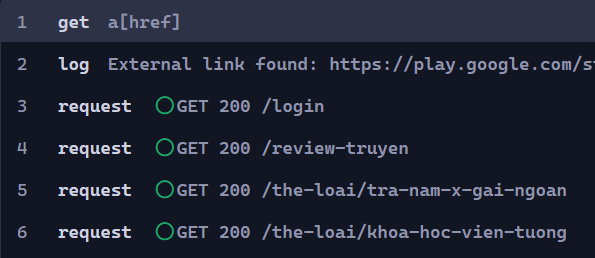 1 get a[href]
2 log External link found: https://play.google.com/st
3 request GET 200 /login
4 request GET 200 /review-truyen
5 request GET 200 /the-loai/tra-nam-x-gai-ngoan
6 request GET 200 /the-loai/khoa-hoc-vien-tuong